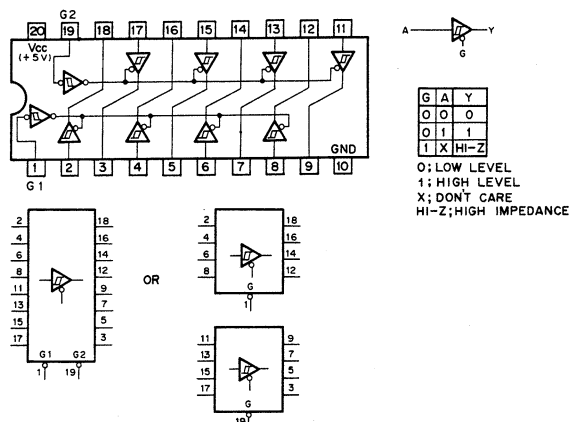 G2
20 19 18 17 16 15 14 13 12 11
Vcc
(+5V)
GND
1 2 3 4 5 6 7 8 9 10
G1
A Y
G
G A Y
0 0 0
0 1 1
1 X HI-Z
0; LOW LEVEL
1; HIGH LEVEL
X; DON'T CARE
HI-Z; HIGH IMPEDANCE
2 18
4 16
6 14
8 12
11 9
13 7
15 5
17 3
G1 G2
1 19
OR
2 18
4 16
6 14
8 12
G
1
11 9
13 7
15 5
17 3
G
19